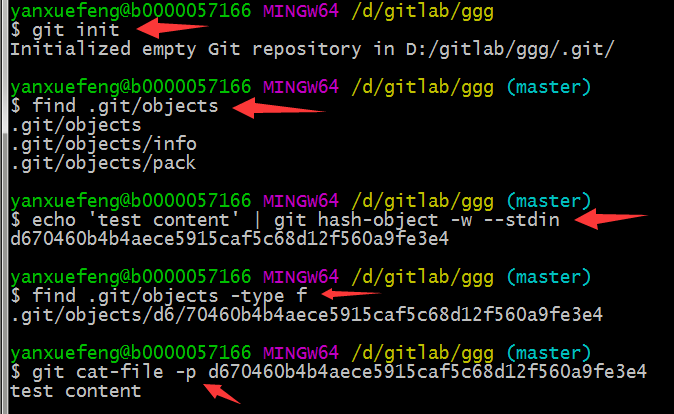 yanxuefeng@b0000057166 MINGW64 /d/gitlab/ggg
$ git init
Initialized empty Git repository in D:/gitlab/ggg/.git/
yanxuefeng@b0000057166 MINGW64 /d/gitlab/ggg (master)
$ find .git/objects
.git/objects
.git/objects/info
.git/objects/pack
yanxuefeng@b0000057166 MINGW64 /d/gitlab/ggg (master)
$ echo 'test content' | git hash-object -w --stdin
d670460b4b4aece5915caf5c68d12f560a9fe3e4
yanxuefeng@b0000057166 MINGW64 /d/gitlab/ggg (master)
$ find .git/objects -type f
.git/objects/d6/70460b4b4aece5915caf5c68d12f560a9fe3e4
yanxuefeng@b0000057166 MINGW64 /d/gitlab/ggg (master)
$ git cat-file -p d670460b4b4aece5915caf5c68d12f560a9fe3e4
test content